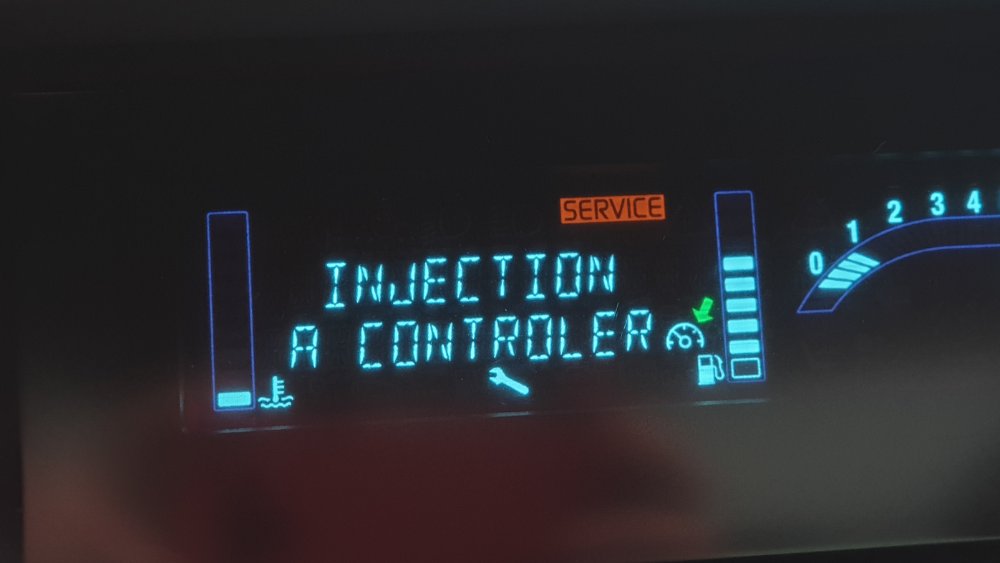 SERVICE
INJECTION
A CONTROLER
0 1 2 3 4